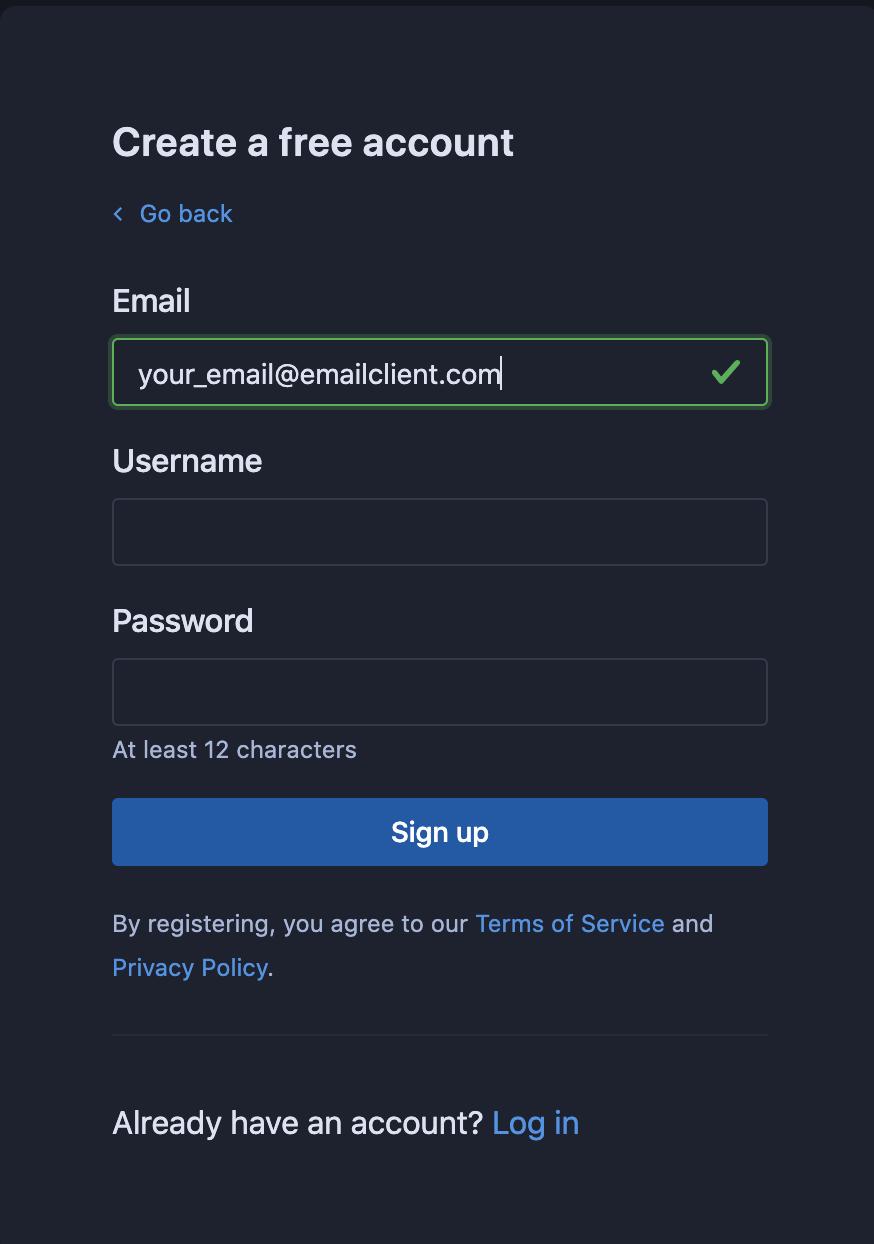 Create a free account
Go back
Email
your_email@emailclient.com
Username
Password
At least 12 characters
Sign up
By registering, you agree to our Terms of Service and
Privacy Policy.
Already have an account? Log in